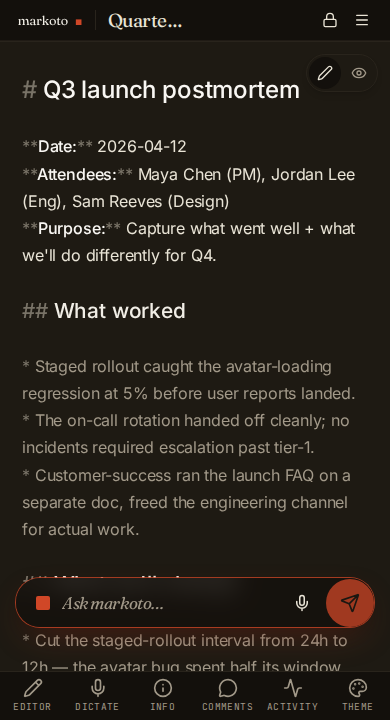 markoto
Quarte...
# Q3 launch postmortem
**Date:** 2026-04-12
**Attendees:** Maya Chen (PM), Jordan Lee
(Eng), Sam Reeves (Design)
**Purpose:** Capture what went well + what
we'll do differently for Q4.
## What worked
* Staged rollout caught the avatar-loading
regression at 5% before user reports landed.
* The on-call rotation handed off cleanly; no
incidents required escalation past tier-1.
* Customer-success ran the launch FAQ on a
separate doc, freed the engineering channel
for actual work.
Ask markoto...
* Cut the staged-rollout interval from 24h to
12h — the avatar bug spent half its window
EDITOR
DICTATE
INFO
COMMENTS
ACTIVITY
THEME